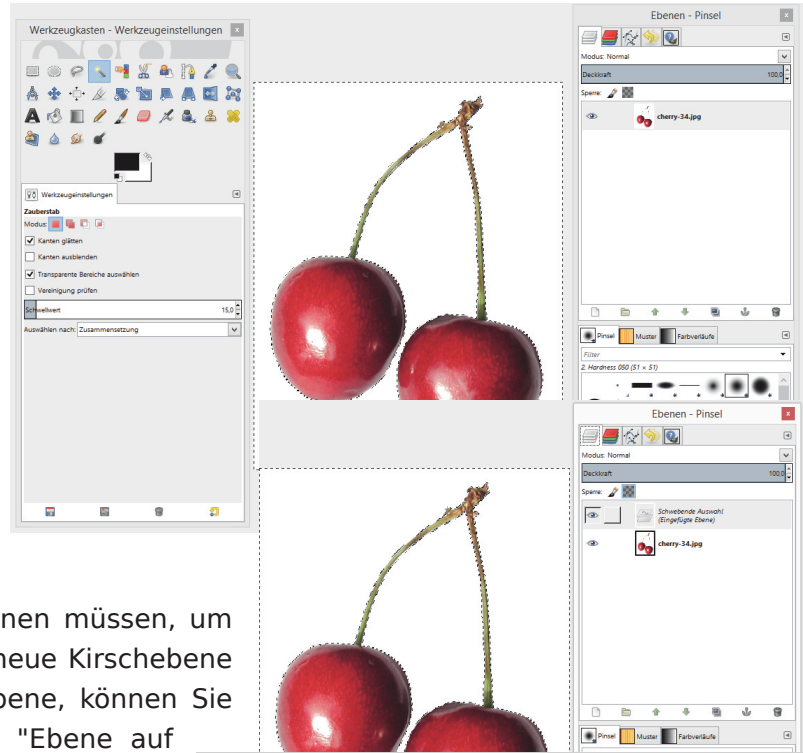 Werkzeugkasten - Werkzeugeinstellungen
Werkzeugeinstellungen
Zauberstab
Modus:
Kanten glätten
Kanten ausblenden
Transparente Bereiche auswählen
Vereinigung prüfen
Schwellwert 15,0
Auswählen nach: Zusammensetzung
Ebenen - Pinsel
Modus: Normal
Deckkraft 100,0
Sperre:
cherry-34.jpg
Pinsel Muster Farbverläufe
Filter
2. Hardness 050 (51 × 51)
Ebenen - Pinsel
Modus: Normal
Deckkraft 100,0
Sperre:
Schwebende Auswahl
(Eingefügte Ebene)
cherry-34.jpg
Pinsel Muster Farbverläufe
nen müssen, um
neue Kirschebene
bene, können Sie
"Ebene auf